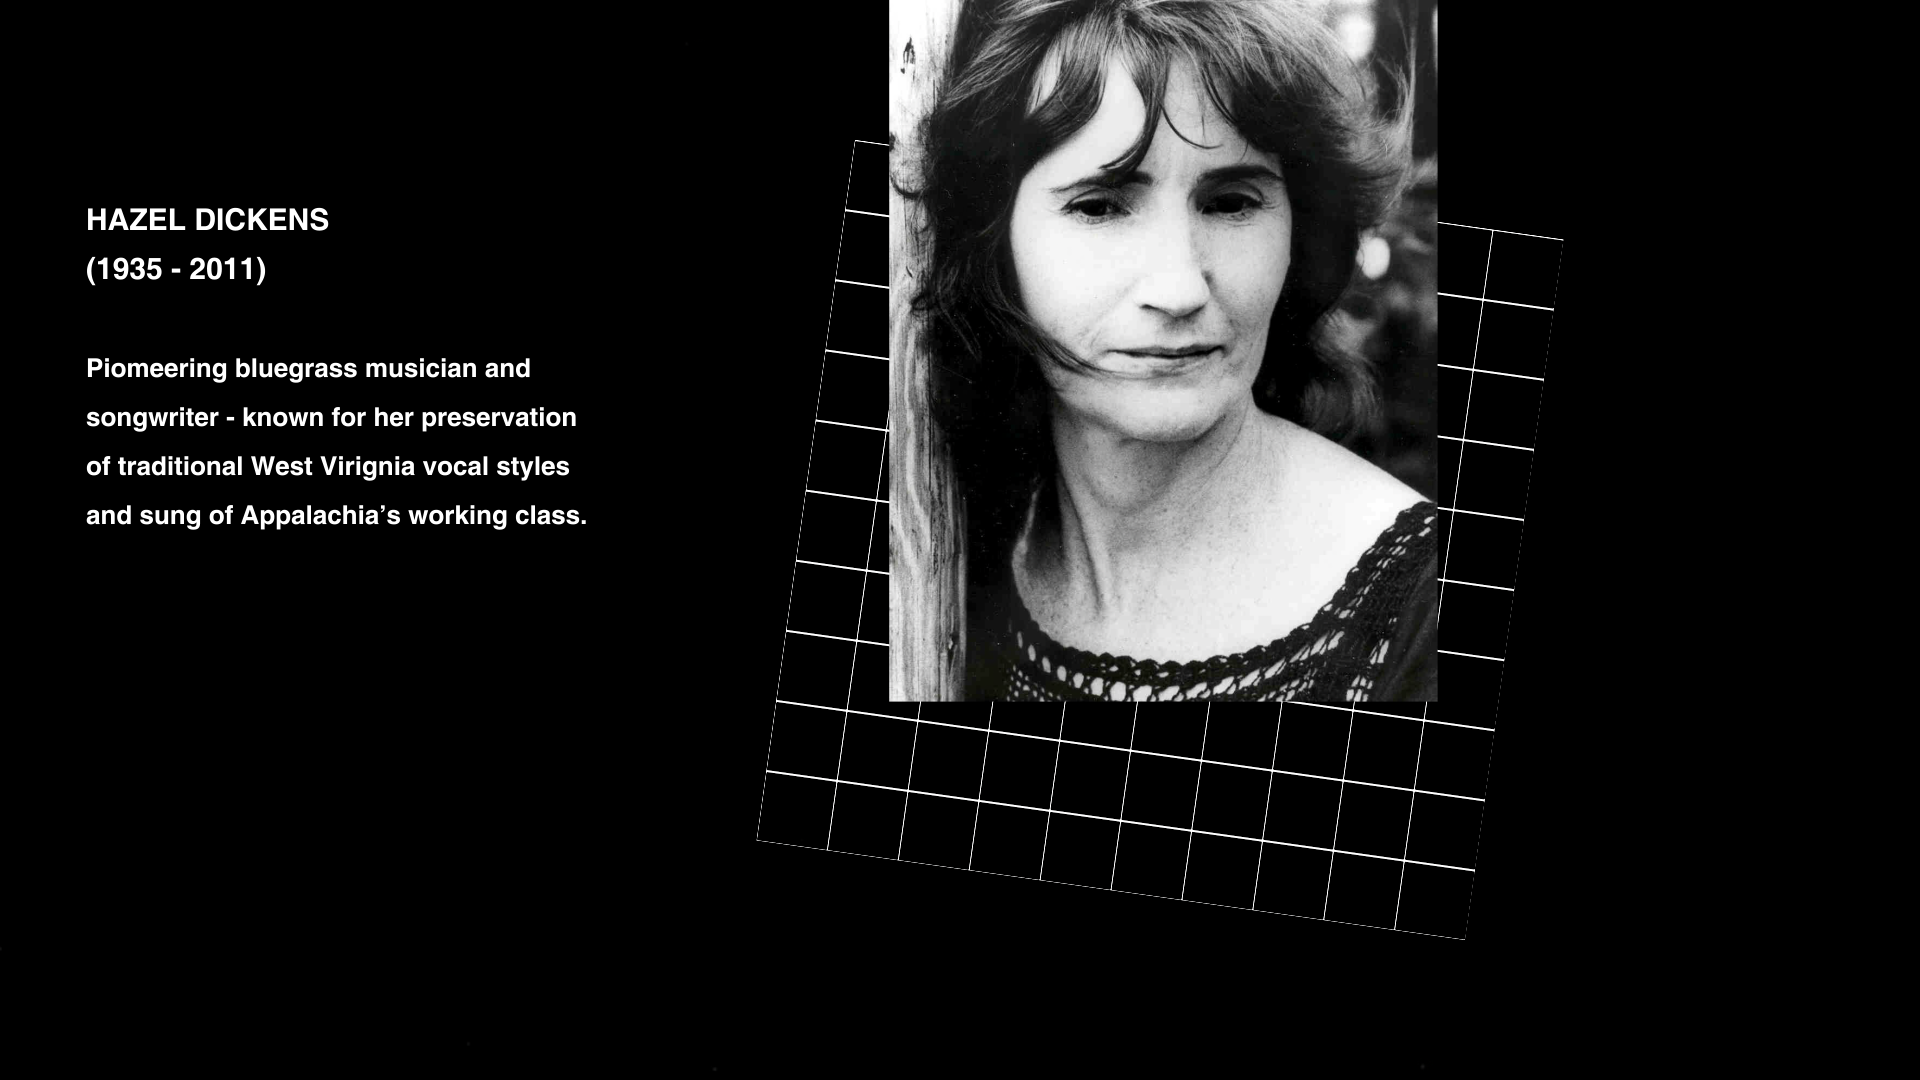 HAZEL DICKENS
(1935 - 2011)
Piomeering bluegrass musician and
songwriter - known for her preservation
of traditional West Virignia vocal styles
and sung of Appalachia’s working class.